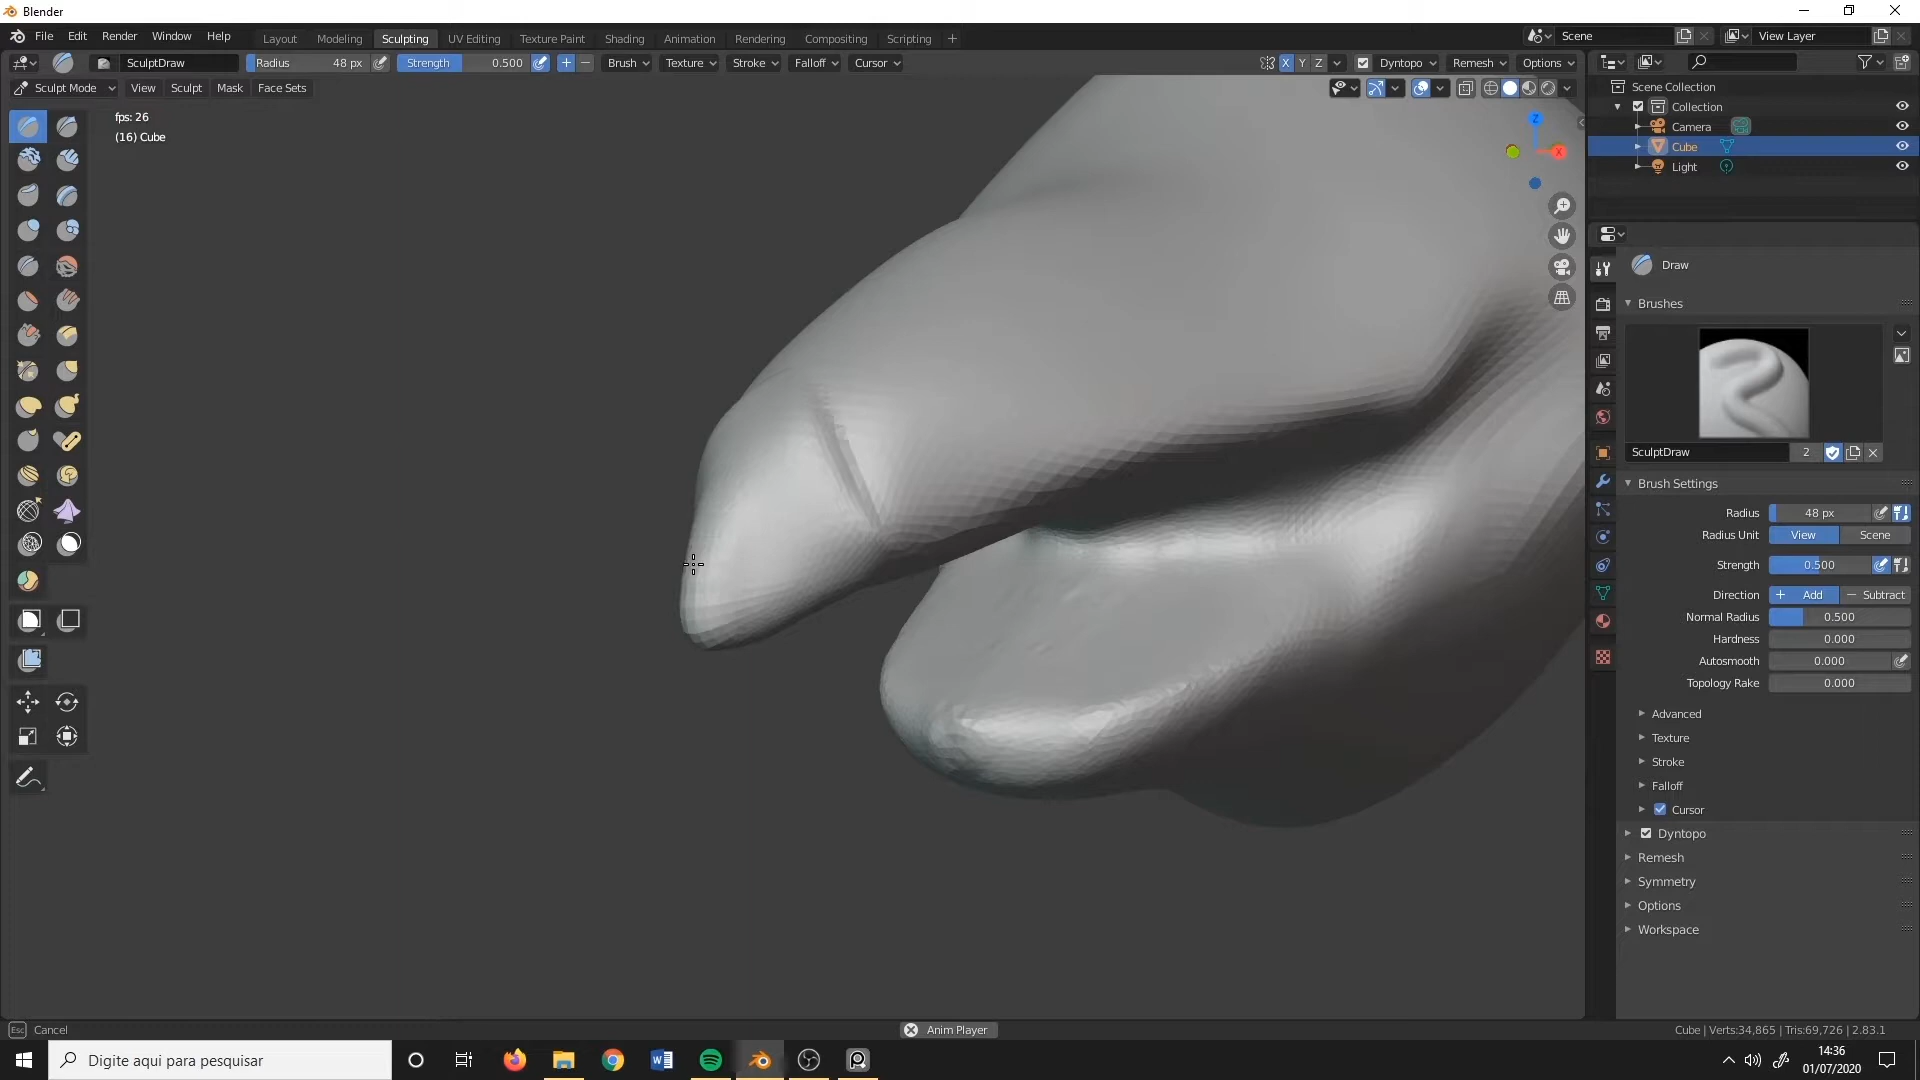 Blender
File Edit Render Window Help
Layout Modeling Sculpting UV Editing Texture Paint Shading Animation Rendering Compositing Scripting +
Scene
View Layer
SculptDraw Radius 48 px Strength 0.500 + − Brush Texture Stroke Falloff Cursor
X Y Z Dyntopo Remesh Options
Sculpt Mode View Sculpt Mask Face Sets
fps: 26
(16) Cube
Z
X
Scene Collection
Collection
Camera
Cube
Light
Draw
Brushes
SculptDraw 2
Brush Settings
Radius 48 px
Radius Unit View Scene
Strength 0.500
Direction + Add − Subtract
Normal Radius 0.500
Hardness 0.000
Autosmooth 0.000
Topology Rake 0.000
Advanced
Texture
Stroke
Falloff
Cursor
Dyntopo
Remesh
Symmetry
Options
Workspace
Esc Cancel
Anim Player
Cube | Verts:34,865 | Tris:69,726 | 2.83.1
Digite aqui para pesquisar
14:36
01/07/2020